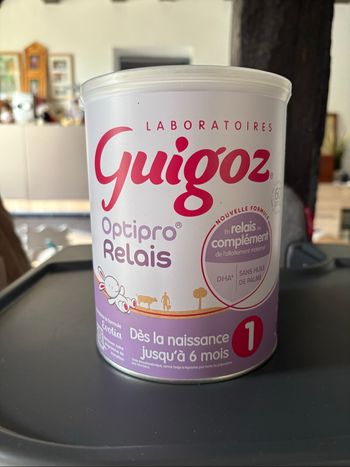 LABORATOIRES
Guigoz
Optipro®
Relais
NOUVELLE FORMULE
en relais ou
complément
de l'allaitement maternel
DHA*
SANS HUILE
DE PALME
Evolia
Dès la naissance
jusqu'à 6 mois
1